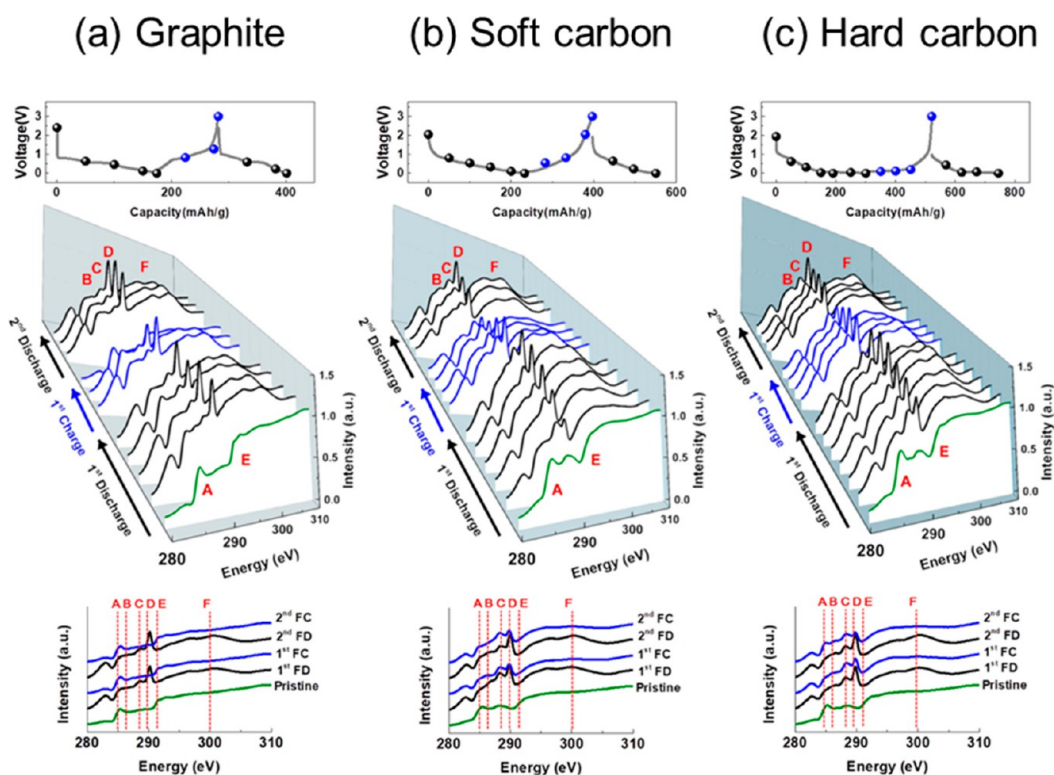 (a) Graphite
(b) Soft carbon
(c) Hard carbon
Voltage(V)
3
2
1
0
0
200
400
Capacity(mAh/g)
Voltage(V)
3
2
1
0
0
200
400
600
Capacity(mAh/g)
Voltage(V)
3
2
1
0
0
200
400
600
800
Capacity(mAh/g)
D
C
B
F
2nd Discharge
1st Charge
1st Discharge
A
E
1.5
1.0
0.5
0.0
Intensity (a.u.)
280
290
300
310
Energy (eV)
D
C
B
F
2nd Discharge
1st Charge
1st Discharge
A
E
1.5
1.0
0.5
0.0
Intensity (a.u.)
280
290
300
310
Energy (eV)
D
C
B
F
2nd Discharge
1st Charge
1st Discharge
A
E
1.5
1.0
0.5
0.0
Intensity (a.u.)
280
290
300
310
Energy (eV)
A B C D E F
2nd FC
2nd FD
1st FC
1st FD
Pristine
Intensity (a.u.)
280 290 300 310
Energy (eV)
A B C D E F
2nd FC
2nd FD
1st FC
1st FD
Pristine
Intensity (a.u.)
280 290 300 310
Energy (eV)
A B C D E F
2nd FC
2nd FD
1st FC
1st FD
Pristine
Intensity (a.u.)
280 290 300 310
Energy (eV)